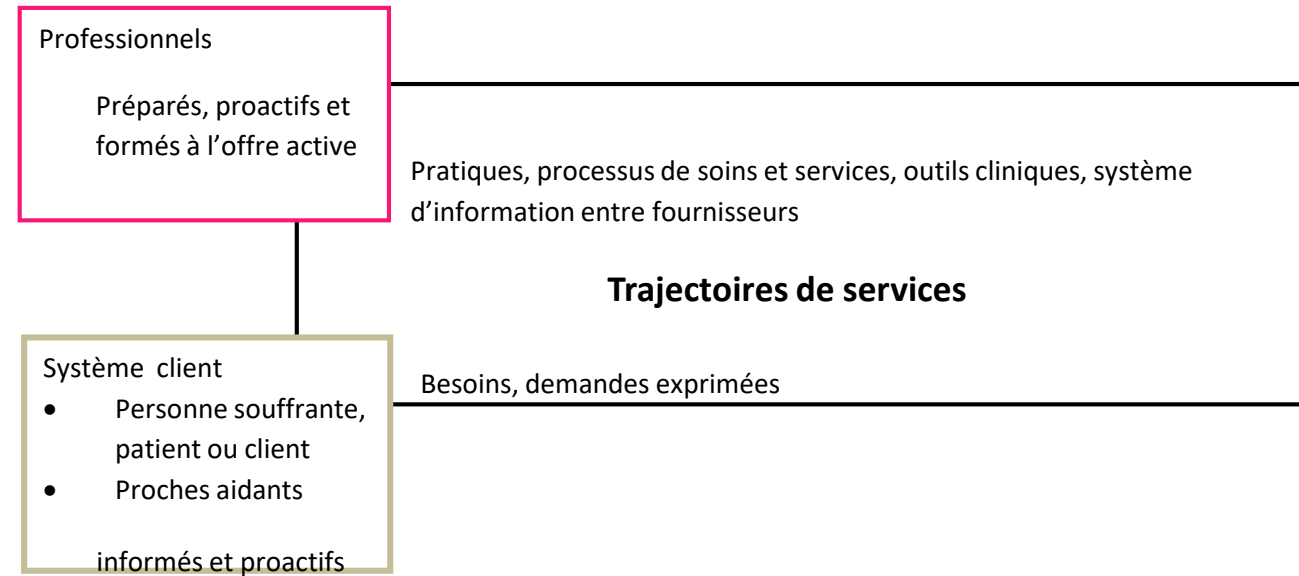 Professionnels
Préparés, proactifs et
formés à l’offre active
Pratiques, processus de soins et services, outils cliniques, système
d’information entre fournisseurs
Trajectoires de services
Système client
• Personne souffrante,
patient ou client
• Proches aidants
informés et proactifs
Besoins, demandes exprimées